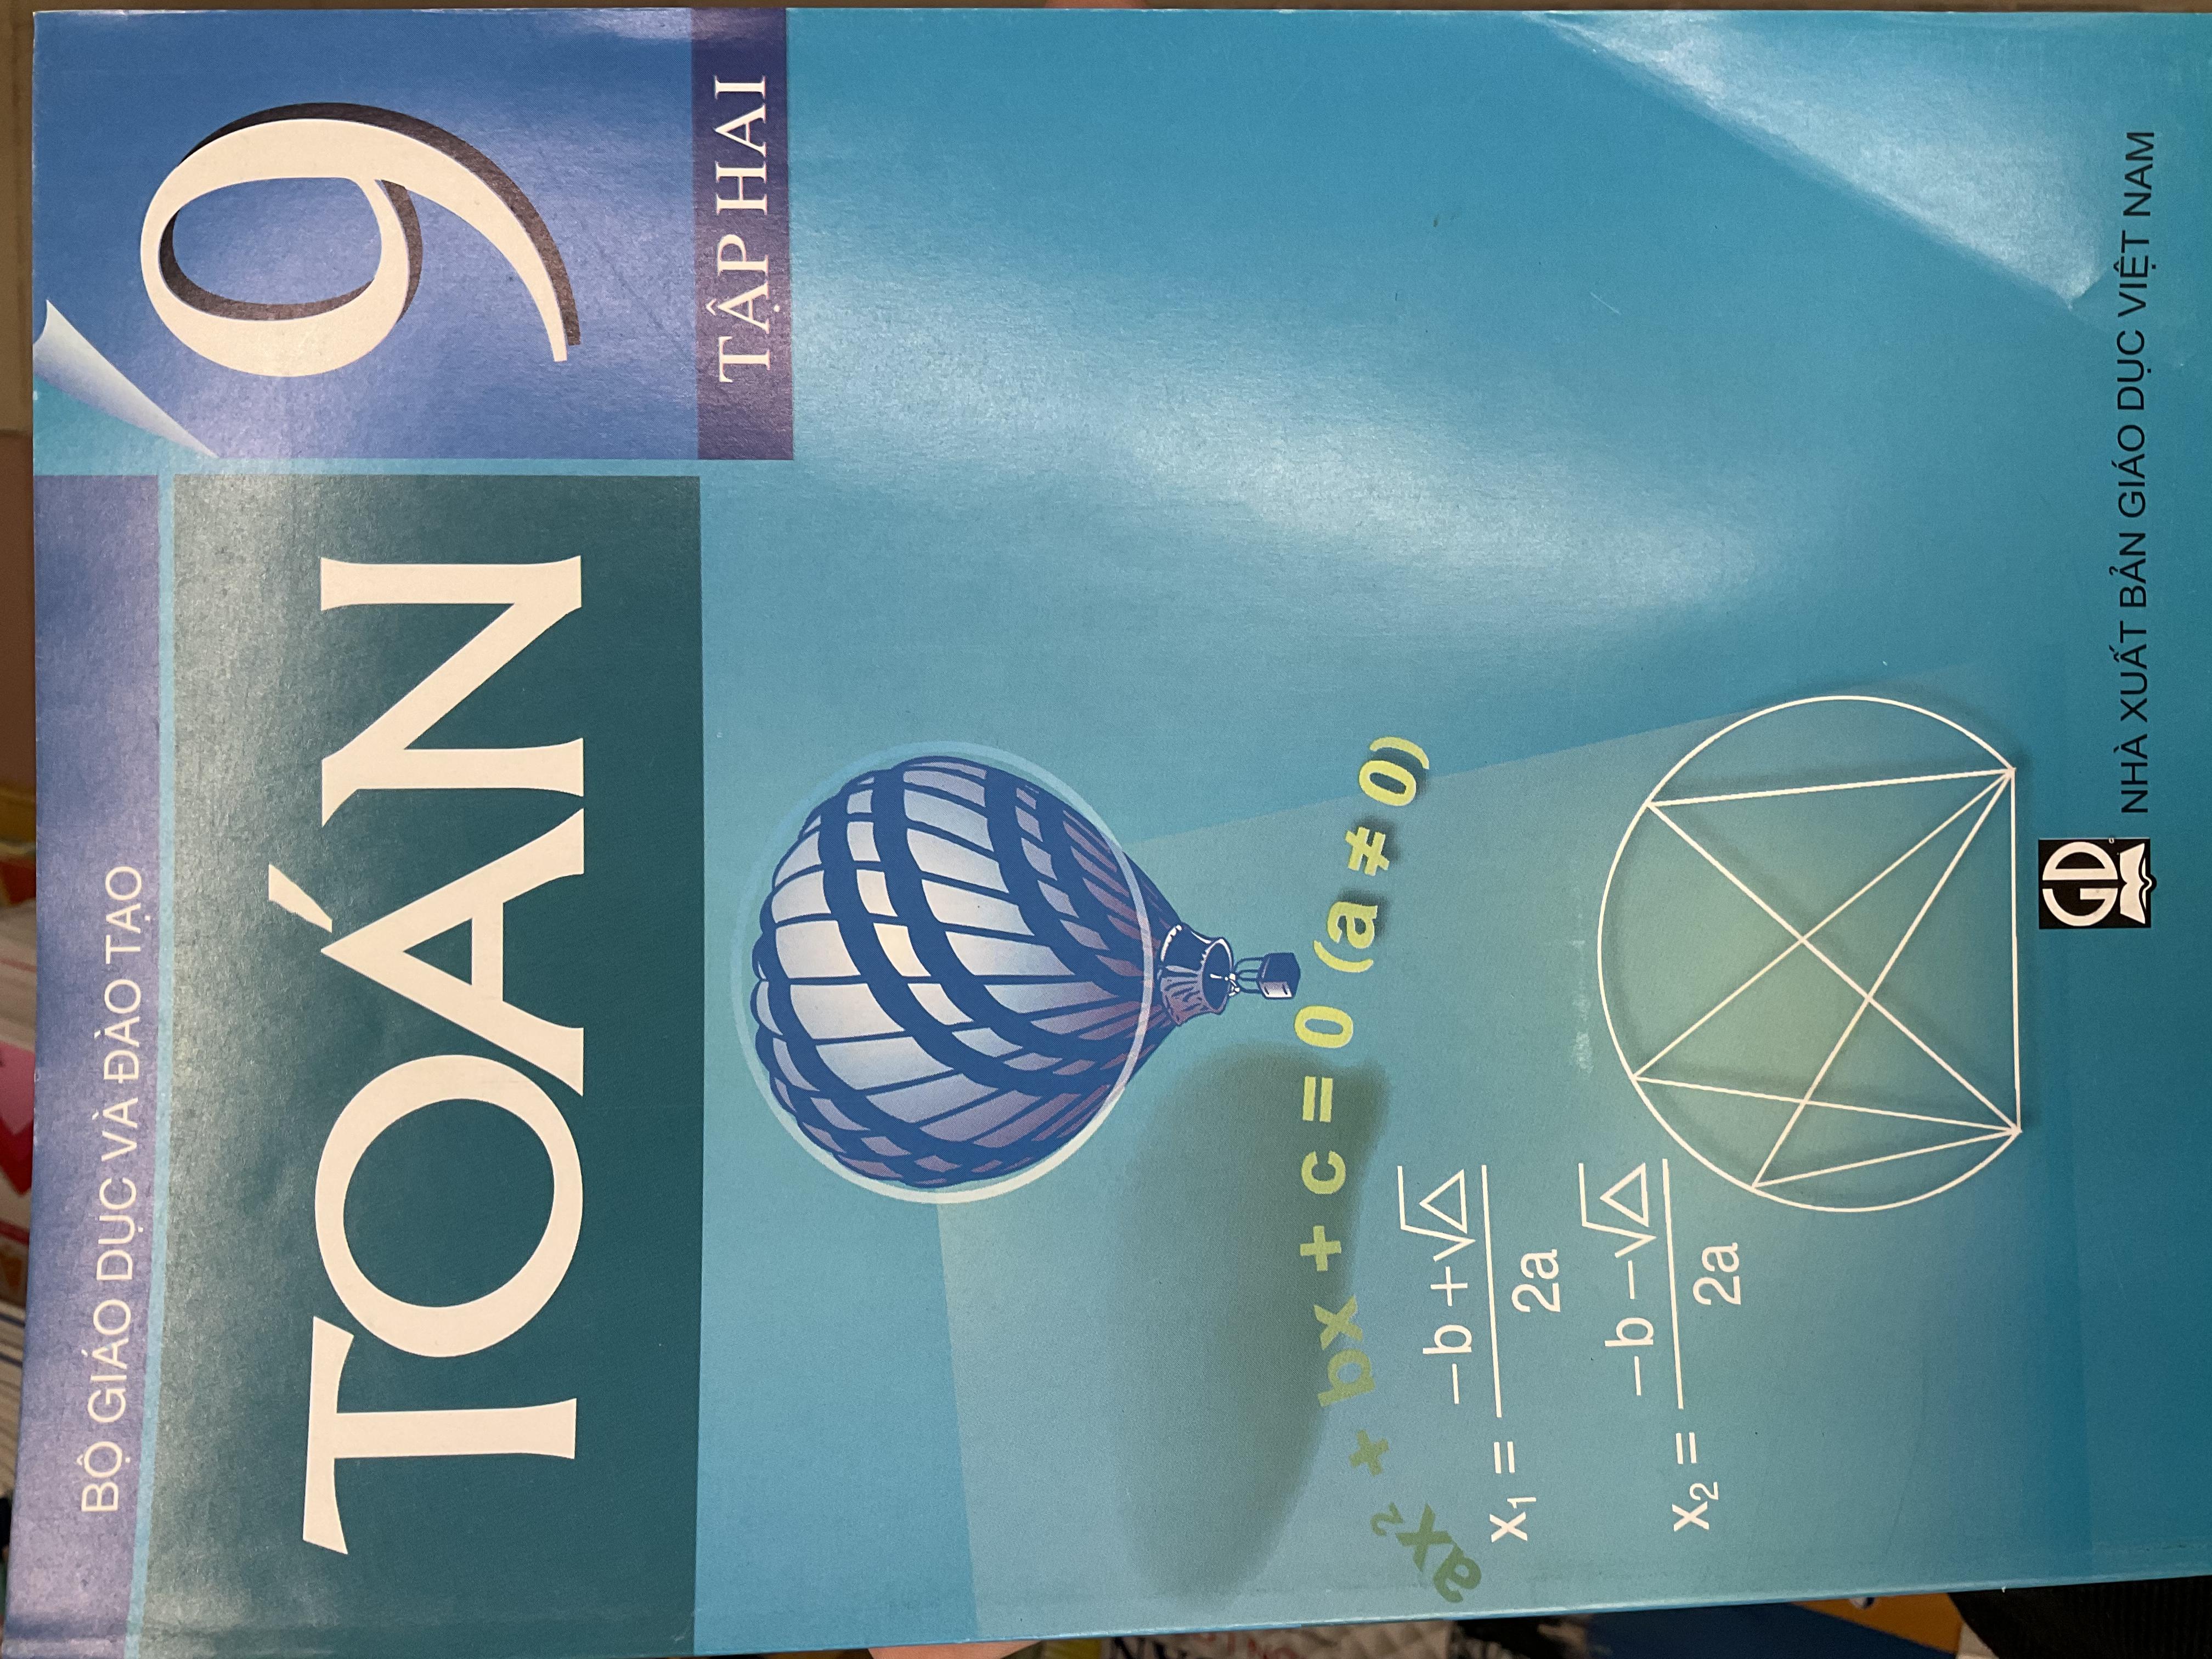 BỘ GIÁO DỤC VÀ ĐÀO TẠO
TOÁN
9
TẬP HAI
ax² + bx + c = 0 (a ≠ 0)
x₁ = (–b + √△) / 2a
x₂ = (–b – √△) / 2a
GD
NHÀ XUẤT BẢN GIÁO DỤC VIỆT NAM